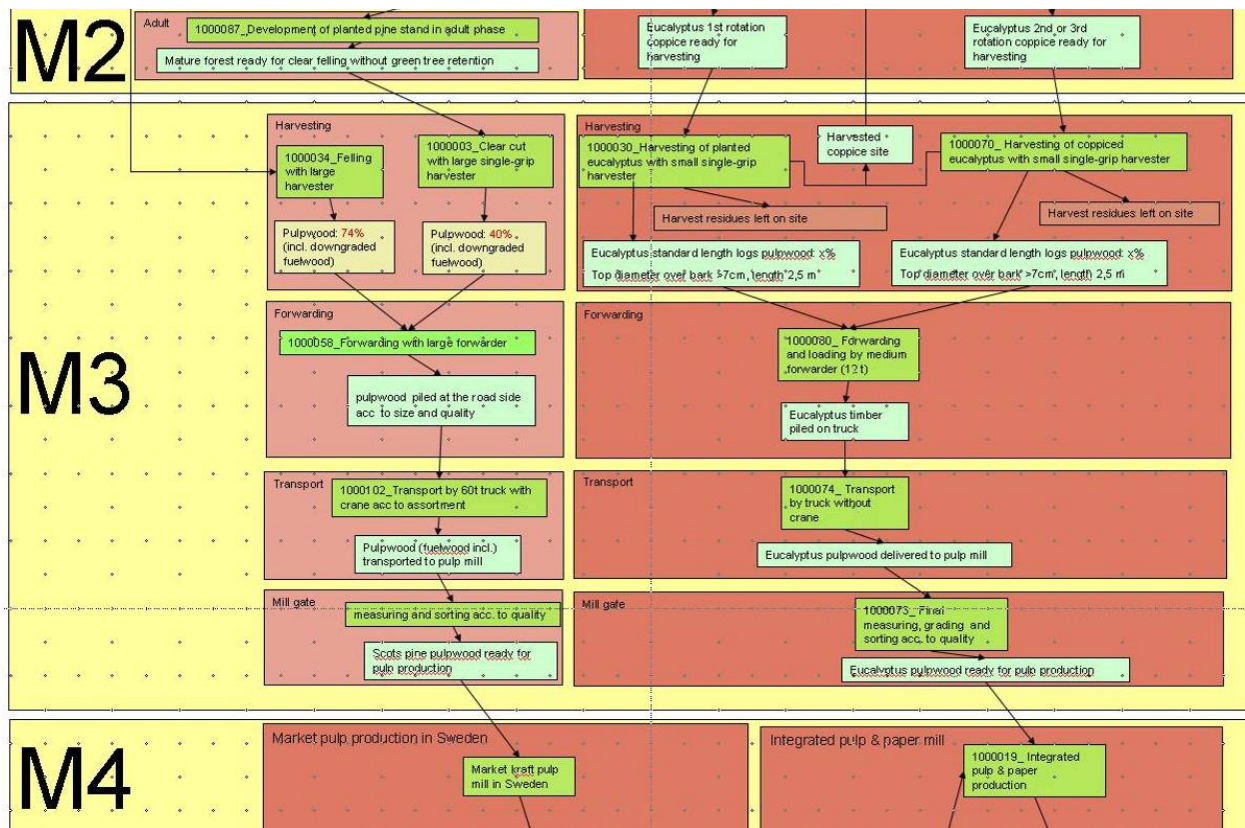 M2
Adult
1000087_Development of planted pine stand in adult phase
Mature forest ready for clear felling without green tree retention
Eucalyptus 1st rotation
coppice ready for
harvesting
Eucalyptus 2nd or 3rd
rotation coppice ready for
harvesting
M3
Harvesting
1000034_Felling
with large
harvester
1000003_Clear cut
with large single-grip
harvester
Pulpwood: 74%
(incl. downgraded
fuelwood)
Pulpwood: 40%
(incl. downgraded
fuelwood)
Harvesting
1000030_Harvesting of planted
eucalyptus with small single-grip
harvester
Harvested
coppice site
1000070_ Harvesting of coppiced
eucalyptus with small single-grip harvester
Harvest residues left on site
Harvest residues left on site
Eucalyptus standard length logs pulpwood: x%
Top diameter over bark >7cm, length 2,5 m
Eucalyptus standard length logs pulpwood: x%
Top diameter over bark >7cm, length 2,5 m
Forwarding
1000058_Forwarding with large forwarder
pulpwood piled at the road side
acc to size and quality
Forwarding
1000080_ Forwarding
and loading by medium
forwarder (12t)
Eucalyptus timber
piled on truck
Transport
1000102_Transport by 60t truck with
crane acc to assortment
Pulpwood (fuelwood incl.)
transported to pulp mill
Transport
1000074_ Transport
by truck without
crane
Eucalyptus pulpwood delivered to pulp mill
Mill gate
measuring and sorting acc. to quality
Scots pine pulpwood ready for
pulp production
Mill gate
1000073_ Final
measuring, grading and
sorting acc. to quality
Eucalyptus pulpwood ready for pulp production
M4
Market pulp production in Sweden
Market kraft pulp
mill in Sweden
Integrated pulp & paper mill
1000019_ Integrated
pulp & paper
production